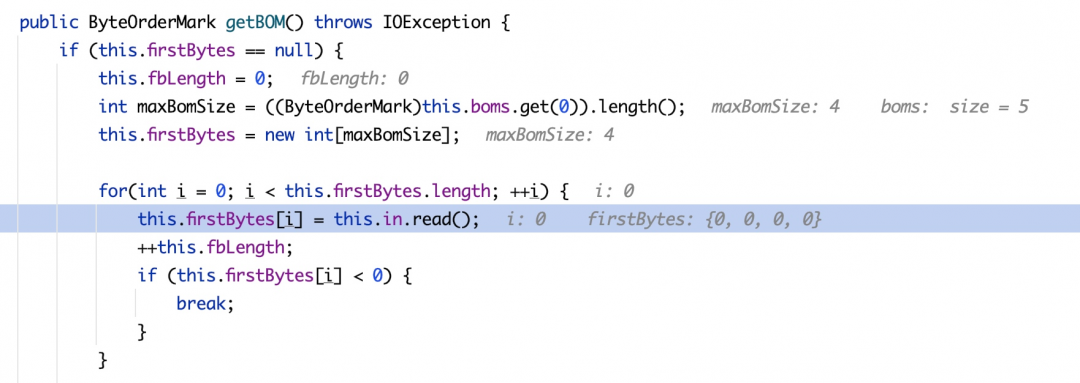 public ByteOrderMark getBOM() throws IOException {
if (this.firstBytes == null) {
this.fbLength = 0; fbLength: 0
int maxBomSize = ((ByteOrderMark)this.boms.get(0)).length(); maxBomSize: 4 boms: size = 5
this.firstBytes = new int[maxBomSize]; maxBomSize: 4
for(int i = 0; i < this.firstBytes.length; ++i) { i: 0
this.firstBytes[i] = this.in.read(); i: 0 firstBytes: {0, 0, 0, 0}
++this.fbLength;
if (this.firstBytes[i] < 0) {
break;
}
}